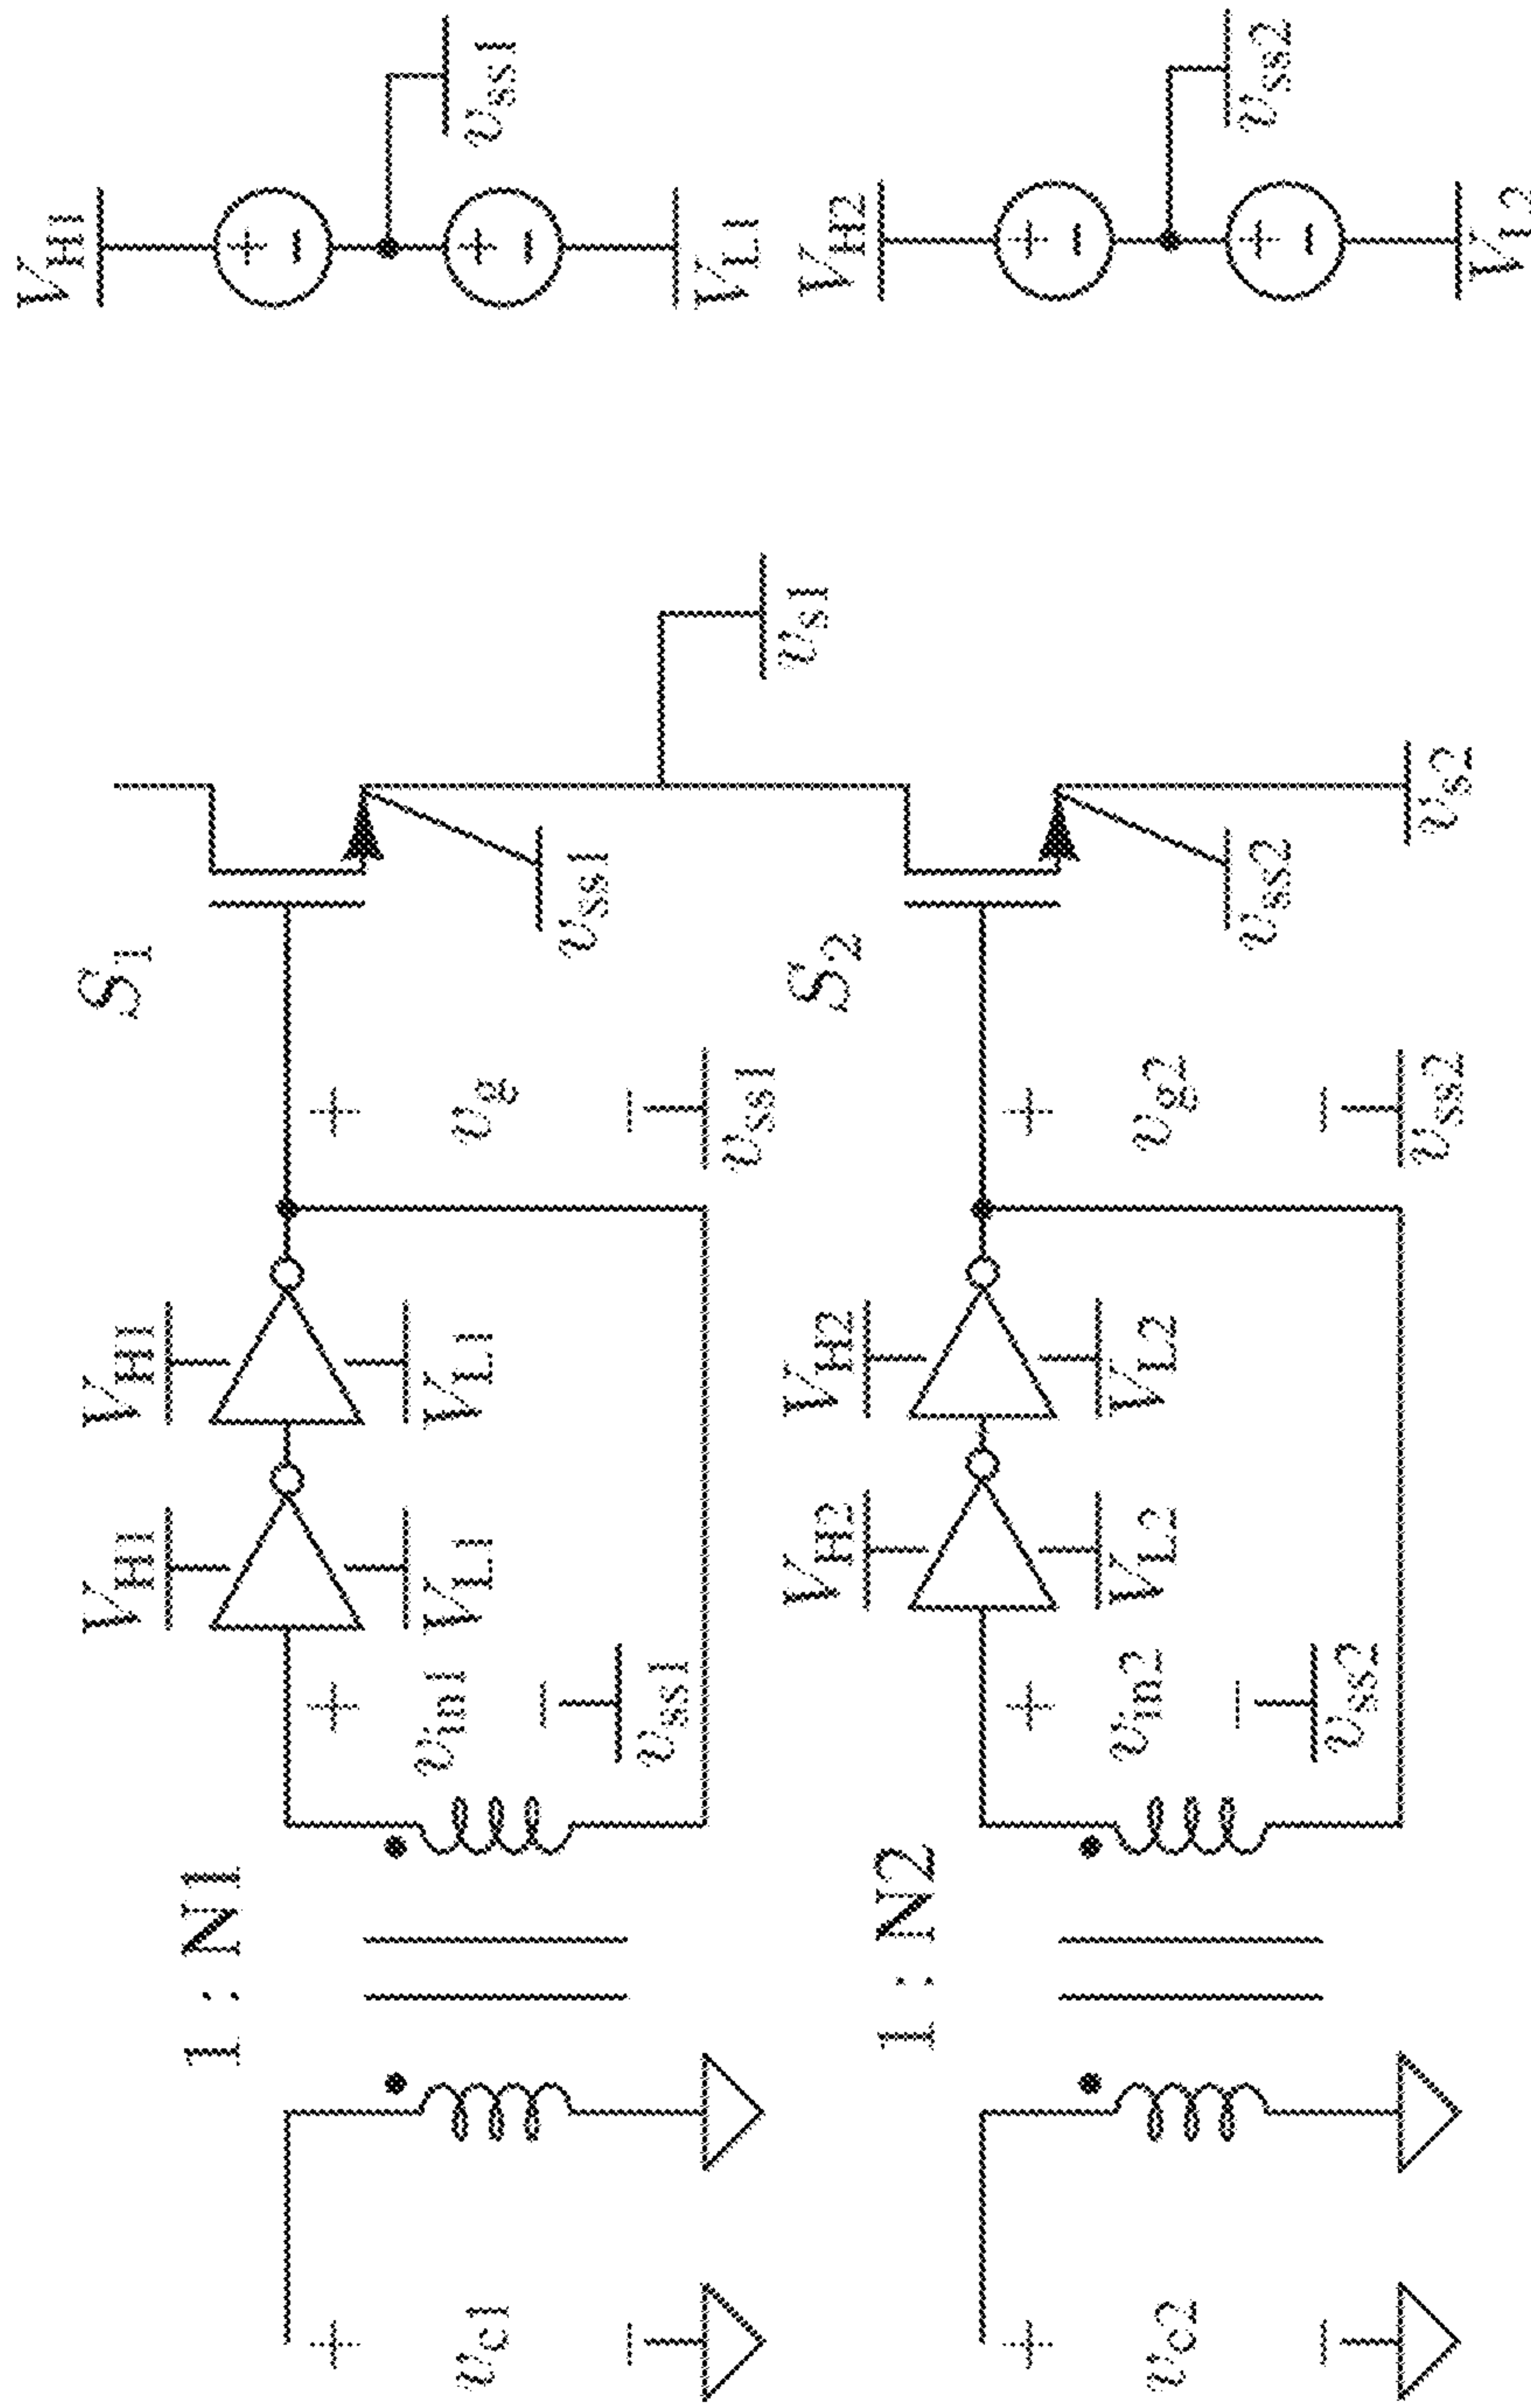 V_H1
v_ss1
V_L1
V_H2
v_ss2
V_L2
S_1
v_s1
v_ss1
S_2
v_s2
v_ss2
v_g
v_ss1
v_g2
v_ss2
V_H1
V_H1
V_L1
V_L1
V_H2
V_H2
V_L2
V_L2
v_in1
v_ss1
v_in2
v_ss2
1 : N1
1 : N2
v_c1
v_c2